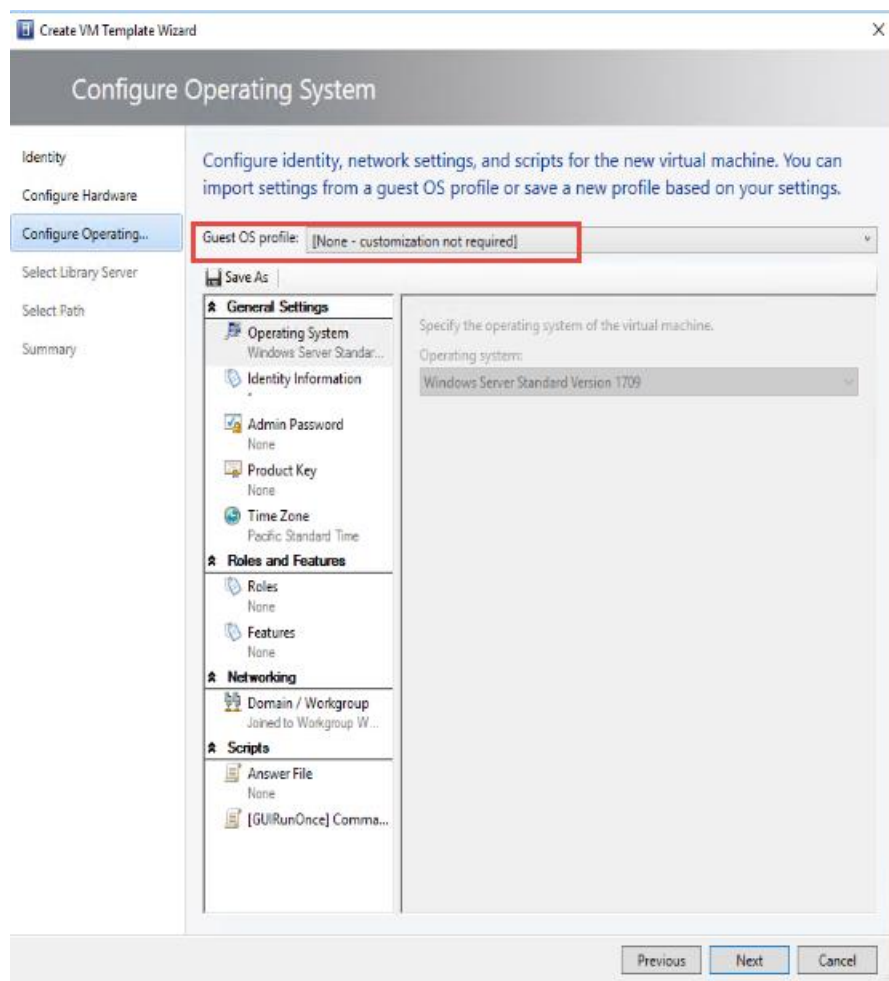 Create VM Template Wizard
Configure Operating System
Identity
Configure Hardware
Configure Operating...
Select Library Server
Select Path
Summary
Configure identity, network settings, and scripts for the new virtual machine. You can
import settings from a guest OS profile or save a new profile based on your settings.
Guest OS profile: [None - customization not required]
Save As
General Settings
Operating System
Windows Server Standar...
Identity Information
*
Admin Password
None
Product Key
None
Time Zone
Pacific Standard Time
Roles and Features
Roles
None
Features
None
Networking
Domain / Workgroup
Joined to Workgroup W...
Scripts
Answer File
None
[GUIRunOnce] Comma...
Specify the operating system of the virtual machine.
Operating system:
Windows Server Standard Version 1709
Previous
Next
Cancel